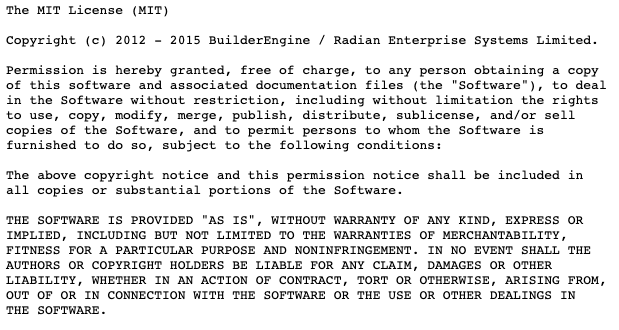 The MIT License (MIT)
Copyright (c) 2012 - 2015 BuilderEngine / Radian Enterprise Systems Limited.
Permission is hereby granted, free of charge, to any person obtaining a copy
of this software and associated documentation files (the "Software"), to deal
in the Software without restriction, including without limitation the rights
to use, copy, modify, merge, publish, distribute, sublicense, and/or sell
copies of the Software, and to permit persons to whom the Software is
furnished to do so, subject to the following conditions:
The above copyright notice and this permission notice shall be included in
all copies or substantial portions of the Software.
THE SOFTWARE IS PROVIDED "AS IS", WITHOUT WARRANTY OF ANY KIND, EXPRESS OR
IMPLIED, INCLUDING BUT NOT LIMITED TO THE WARRANTIES OF MERCHANTABILITY,
FITNESS FOR A PARTICULAR PURPOSE AND NONINFRINGEMENT. IN NO EVENT SHALL THE
AUTHORS OR COPYRIGHT HOLDERS BE LIABLE FOR ANY CLAIM, DAMAGES OR OTHER
LIABILITY, WHETHER IN AN ACTION OF CONTRACT, TORT OR OTHERWISE, ARISING FROM,
OUT OF OR IN CONNECTION WITH THE SOFTWARE OR THE USE OR OTHER DEALINGS IN
THE SOFTWARE.